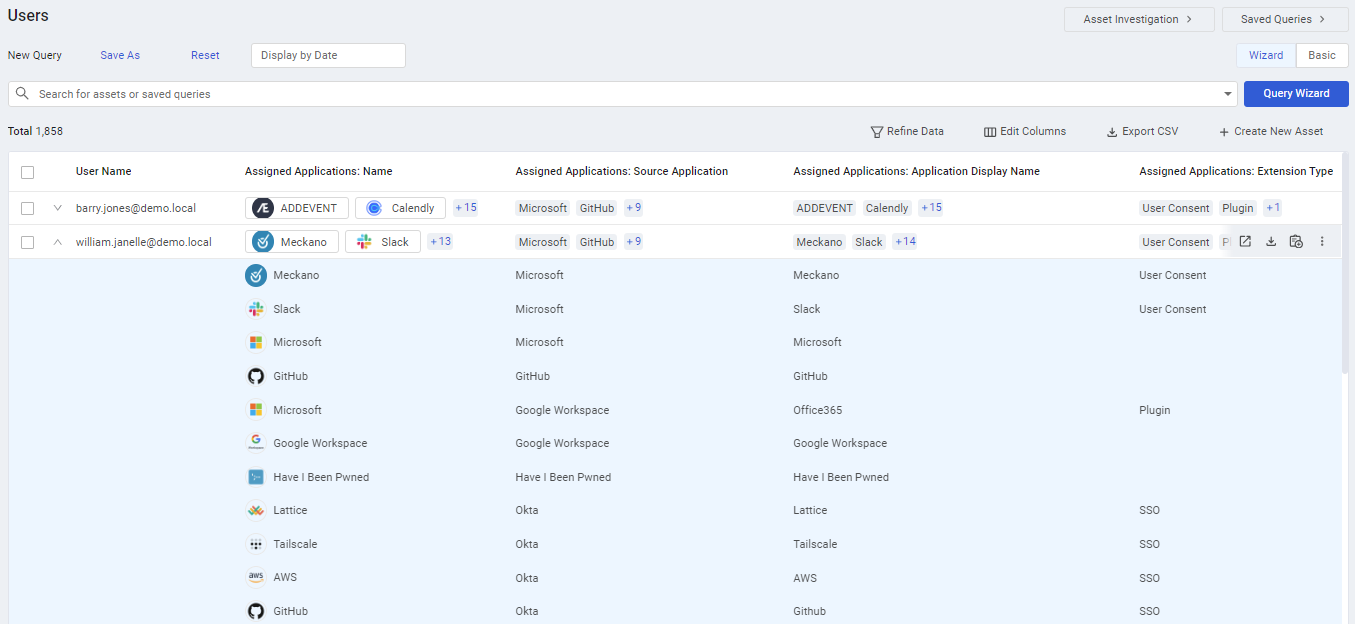 Users
Asset Investigation
Saved Queries
New Query Save As Reset Display by Date Wizard Basic
Search for assets or saved queries Query Wizard
Total 1,858 Refine Data Edit Columns Export CSV + Create New Asset
User Name Assigned Applications: Name Assigned Applications: Source Application Assigned Applications: Application Display Name Assigned Applications: Extension Type
barry.jones@demo.local ADDEVENT Calendly +15 Microsoft GitHub +9 ADDEVENT Calendly +15 User Consent Plugin +1
william.janelle@demo.local Meckano Slack +13 Microsoft GitHub +9 Meckano Slack +14 User Consent
Meckano Microsoft Meckano User Consent
Slack Microsoft Slack User Consent
Microsoft Microsoft Microsoft
GitHub GitHub GitHub
Microsoft Google Workspace Office365 Plugin
Google Workspace Google Workspace Google Workspace
Have I Been Pwned Have I Been Pwned Have I Been Pwned
Lattice Okta Lattice SSO
Tailscale Okta Tailscale SSO
aws AWS Okta AWS SSO
GitHub Okta Github SSO